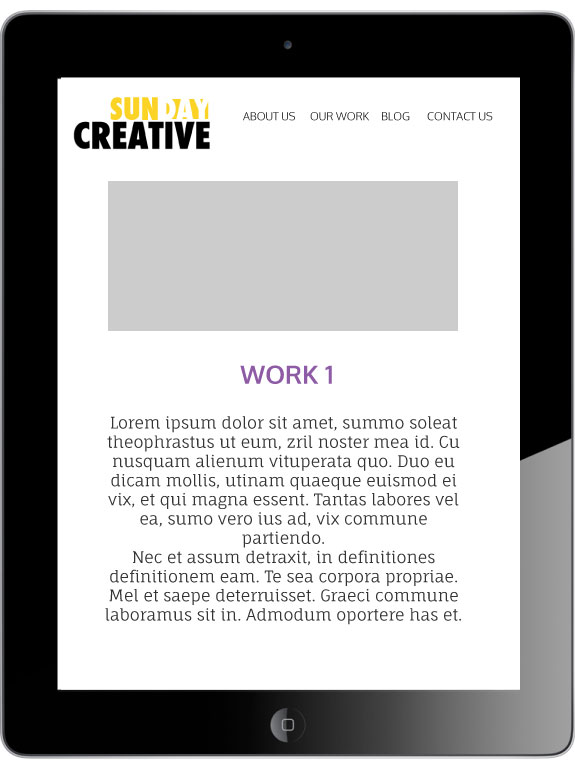 SUNDAY
CREATIVE
ABOUT US OUR WORK BLOG CONTACT US
WORK 1
Lorem ipsum dolor sit amet, summo soleat
theophrastus ut eum, zril noster mea id. Cu
nusquam alienum vituperata quo. Duo eu
dicam mollis, utinam quaeque euismod ei
vix, et qui magna essent. Tantas labores vel
ea, sumo vero ius ad, vix commune
partiendo.
Nec et assum detraxit, in definitiones
definitionem eam. Te sea corpora propriae.
Mel et saepe deterruisset. Graeci commune
laboramus sit in. Admodum oportere has et.